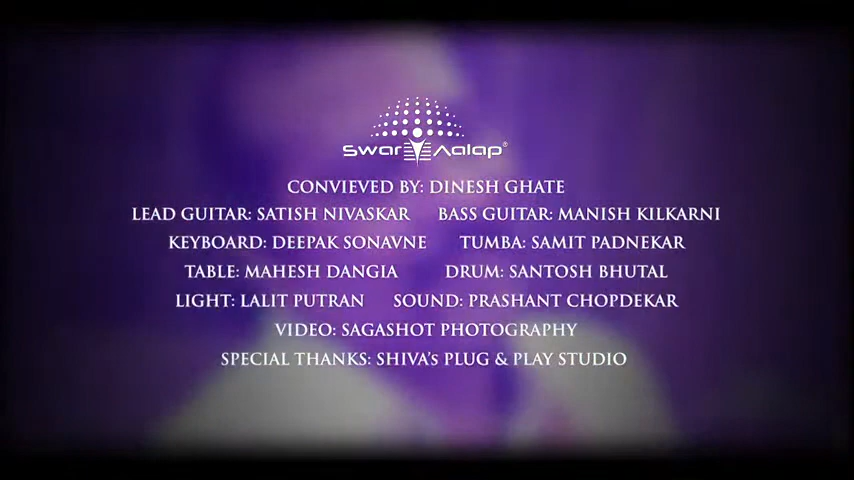 Swar Aalap®
CONVIEVED BY: DINESH GHATE
LEAD GUITAR: SATISH NIVASKAR BASS GUITAR: MANISH KILKARNI
KEYBOARD: DEEPAK SONAVNE TUMBA: SAMIT PADNEKAR
TABLE: MAHESH DANGIA DRUM: SANTOSH BHUTAL
LIGHT: LALIT PUTRAN SOUND: PRASHANT CHOPDEKAR
VIDEO: SAGASHOT PHOTOGRAPHY
SPECIAL THANKS: SHIVA's PLUG & PLAY STUDIO